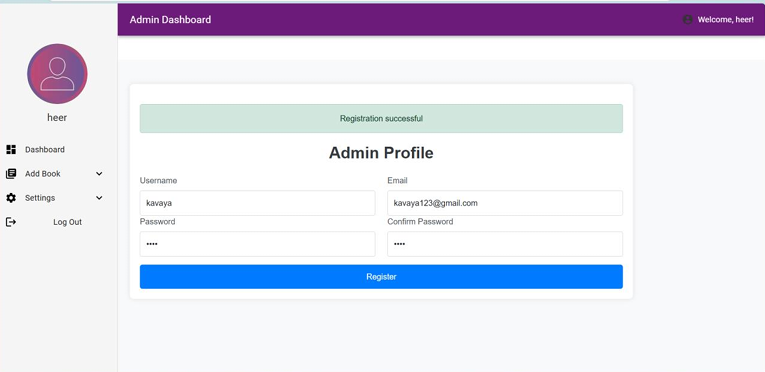 Admin Dashboard
Welcome, heer!
heer
Dashboard
Add Book
Settings
Log Out
Registration successful
Admin Profile
Username
Email
kavaya
kavaya123@gmail.com
Password
Confirm Password
••••
••••
Register